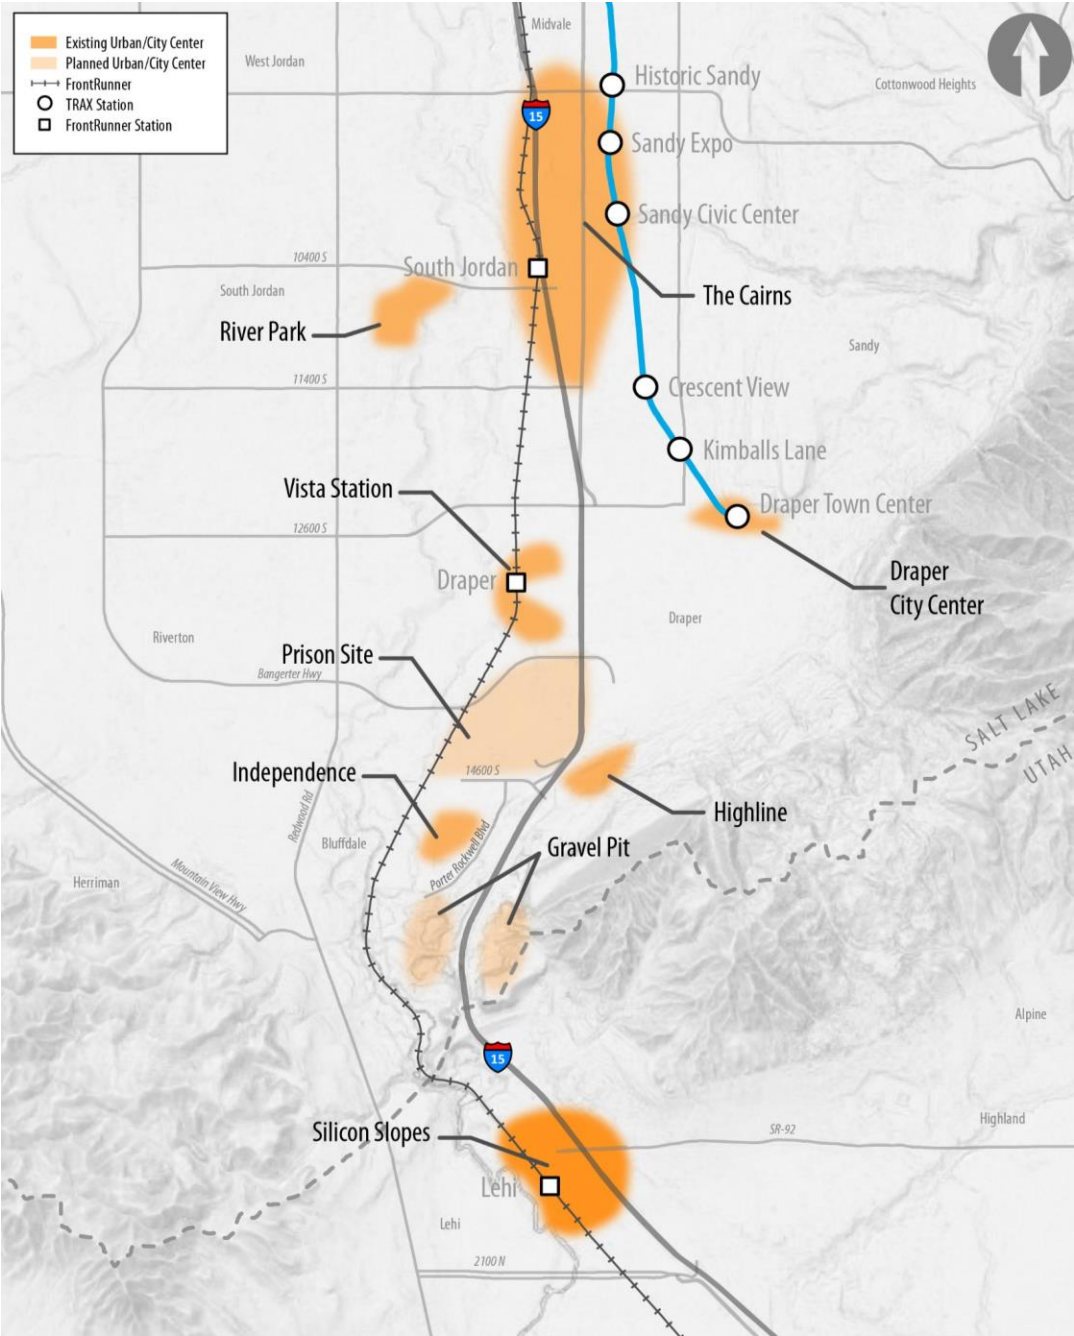 Existing Urban/City Center
Planned Urban/City Center
FrontRunner
TRAX Station
FrontRunner Station
Midvale
West Jordan
Historic Sandy
Cottonwood Heights
15
Sandy Expo
Sandy Civic Center
10400 S
South Jordan
South Jordan
The Cairns
River Park
Sandy
11400 S
Crescent View
Kimballs Lane
Vista Station
Draper Town Center
12600 S
Draper
Draper
City Center
Draper
Riverton
Prison Site
Bangerter Hwy
SALT LAKE
UTAH
14600 S
Independence
Highline
Redwood Rd
Bluffdale
Gravel Pit
Porter Rockwell Blvd
Mountain View Hwy
Herriman
Alpine
15
Highland
SR-92
Silicon Slopes
Lehi
Lehi
2100 N